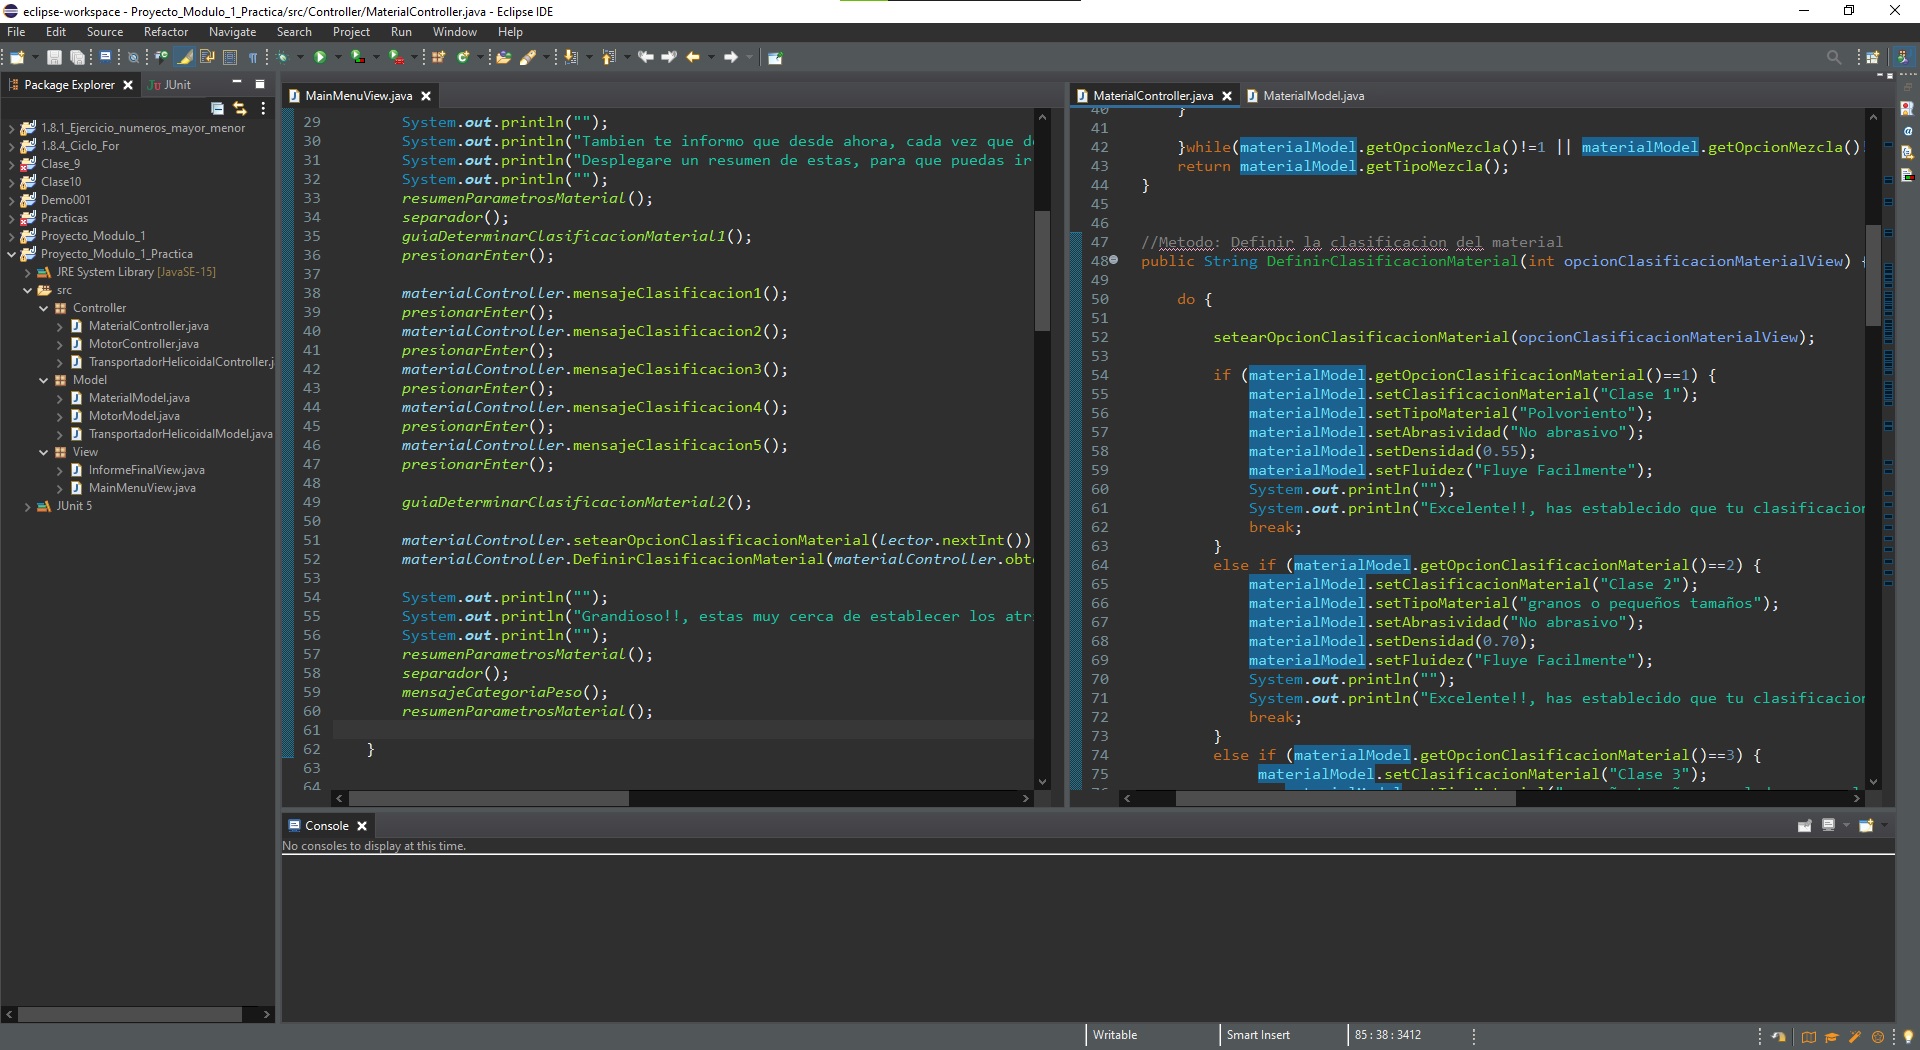 eclipse-workspace - Proyecto_Modulo_1_Practica/src/Controller/MaterialController.java - Eclipse IDE
File Edit Source Refactor Navigate Search Project Run Window Help
Package Explorer
JUnit
1.8.1_Ejercicio_numeros_mayor_menor
1.8.4_Ciclo_For
Clase_9
Clase10
Demo001
Practicas
Proyecto_Modulo_1
Proyecto_Modulo_1_Practica
JRE System Library [JavaSE-15]
src
Controller
MaterialController.java
MotorController.java
TransportadorHelicoidalController.j
Model
MaterialModel.java
MotorModel.java
TransportadorHelicoidalModel.java
View
InformeFinalView.java
MainMenuView.java
JUnit 5
MainMenuView.java
29 System.out.println("");
30 System.out.println("Tambien te informo que desde ahora, cada vez que d
31 System.out.println("Desplegare un resumen de estas, para que puedas ir
32 System.out.println("");
33 resumenParametrosMaterial();
34 separador();
35 guiaDeterminarClasificacionMaterial1();
36 presionarEnter();
37
38 materialController.mensajeClasificacion1();
39 presionarEnter();
40 materialController.mensajeClasificacion2();
41 presionarEnter();
42 materialController.mensajeClasificacion3();
43 presionarEnter();
44 materialController.mensajeClasificacion4();
45 presionarEnter();
46 materialController.mensajeClasificacion5();
47 presionarEnter();
48
49 guiaDeterminarClasificacionMaterial2();
50
51 materialController.setearOpcionClasificacionMaterial(lector.nextInt())
52 materialController.DefinirClasificacionMaterial(materialController.obt
53
54 System.out.println("");
55 System.out.println("Grandioso!!, estas muy cerca de establecer los atr
56 System.out.println("");
57 resumenParametrosMaterial();
58 separador();
59 mensajeCategoriaPeso();
60 resumenParametrosMaterial();
61
62 }
63
64
MaterialController.java
MaterialModel.java
40 }
41
42 }while(materialModel.getOpcionMezcla()!=1 || materialModel.getOpcionMezcla()
43 return materialModel.getTipoMezcla();
44 }
45
46
47 //Metodo: Definir la clasificacion del material
48 public String DefinirClasificacionMaterial(int opcionClasificacionMaterialView) {
49
50 do {
51
52 setearOpcionClasificacionMaterial(opcionClasificacionMaterialView);
53
54 if (materialModel.getOpcionClasificacionMaterial()==1) {
55 materialModel.setClasificacionMaterial("Clase 1");
56 materialModel.setTipoMaterial("Polvoriento");
57 materialModel.setAbrasividad("No abrasivo");
58 materialModel.setDensidad(0.55);
59 materialModel.setFluidez("Fluye Facilmente");
60 System.out.println("");
61 System.out.println("Excelente!!, has establecido que tu clasificacion
62 break;
63 }
64 else if (materialModel.getOpcionClasificacionMaterial()==2) {
65 materialModel.setClasificacionMaterial("Clase 2");
66 materialModel.setTipoMaterial("granos o pequeños tamaños");
67 materialModel.setAbrasividad("No abrasivo");
68 materialModel.setDensidad(0.70);
69 materialModel.setFluidez("Fluye Facilmente");
70 System.out.println("");
71 System.out.println("Excelente!!, has establecido que tu clasificacion
72 break;
73 }
74 else if (materialModel.getOpcionClasificacionMaterial()==3) {
75 materialModel.setClasificacionMaterial("Clase 3");
Console
No consoles to display at this time.
Writable
Smart Insert
85 : 38 : 3412